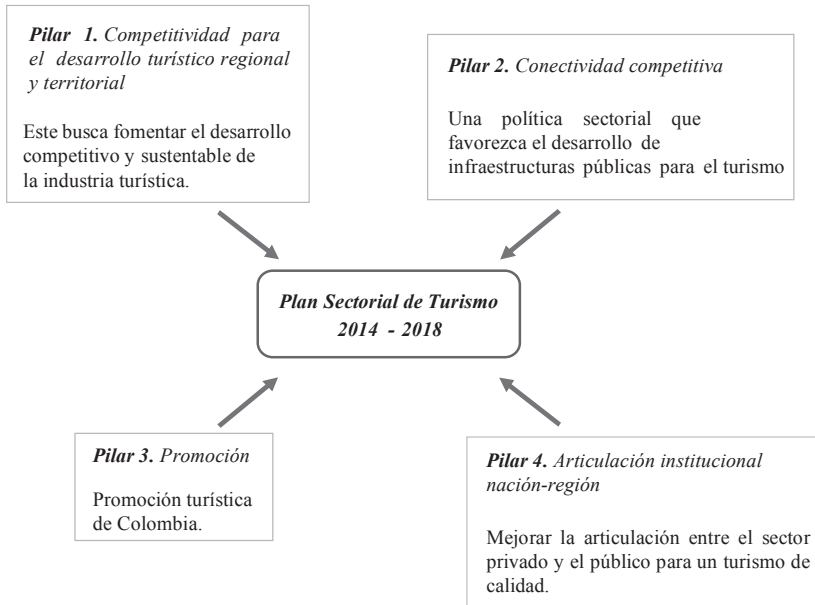 Pilar 1. Competitividad para
el desarrollo turístico regional
y territorial
Este busca fomentar el desarrollo
competitivo y sustentable de
la industria turística.
Pilar 2. Conectividad competitiva
Una política sectorial que
favorezca el desarrollo de
infraestructuras públicas para el turismo
Plan Sectorial de Turismo
2014 - 2018
Pilar 3. Promoción
Promoción turística
de Colombia.
Pilar 4. Articulación institucional
nación-región
Mejorar la articulación entre el sector
privado y el público para un turismo de
calidad.